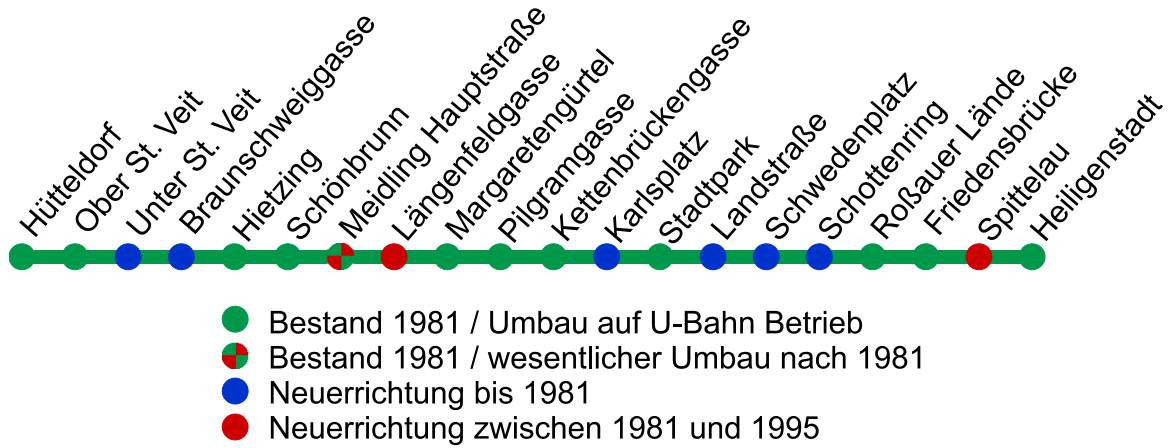 Hütteldorf
Ober St. Veit
Unter St. Veit
Braunschweiggasse
Hietzing
Schönbrunn
Meidling Hauptstraße
Längenfeldgasse
Margaretengürtel
Pilgramgasse
Kettenbrückengasse
Karlsplatz
Stadtpark
Landstraße
Schwedenplatz
Schottenring
Roßauer Lände
Friedensbrücke
Spittelau
Heiligenstadt
Bestand 1981 / Umbau auf U-Bahn Betrieb
Bestand 1981 / wesentlicher Umbau nach 1981
Neuerrichtung bis 1981
Neuerrichtung zwischen 1981 und 1995